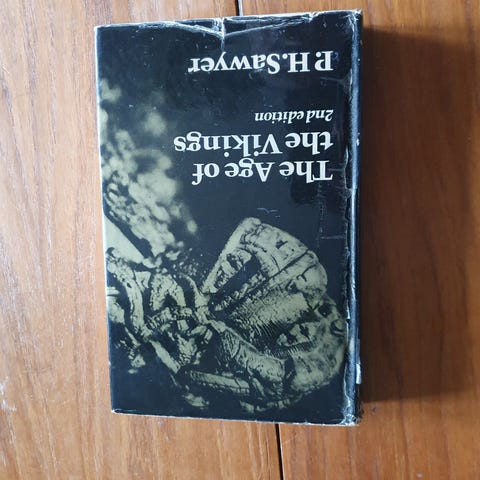 The Age of
the Vikings
2nd edition
P.H.Sawyer